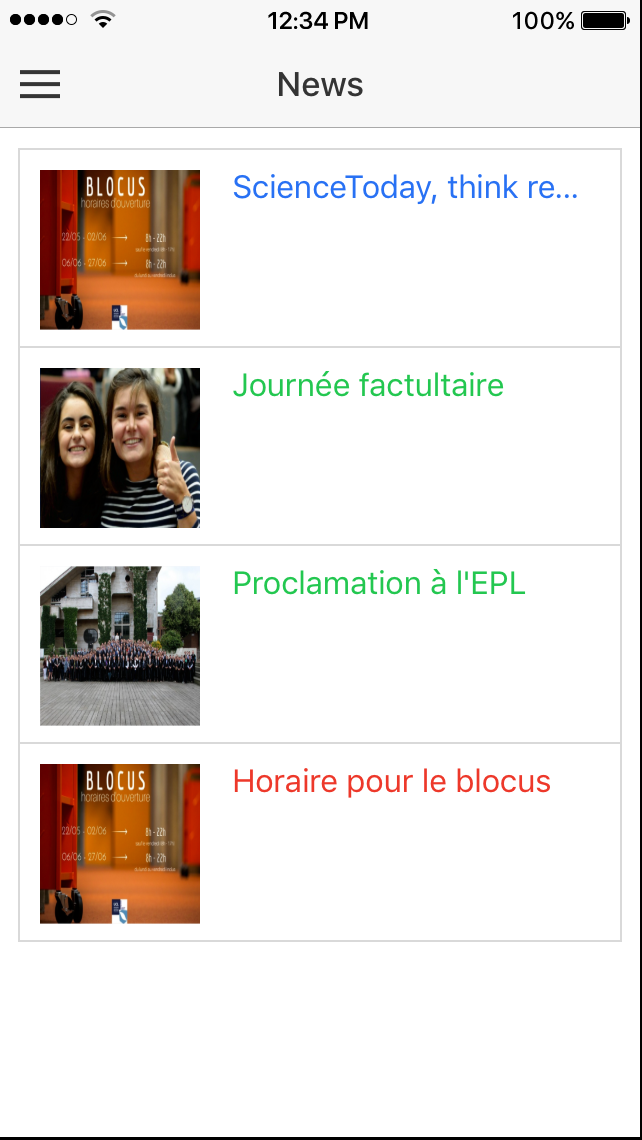 12:34 PM
100%
News
BLOCUS
horaires d'ouverture
22/05 - 02/06 → 8h - 22h
06/06 - 27/06 → 8h - 22h
ScienceToday, think re...
Journée factultaire
Proclamation à l'EPL
BLOCUS
horaires d'ouverture
22/05 - 02/06 → 8h - 22h
06/06 - 27/06 → 8h - 22h
Horaire pour le blocus